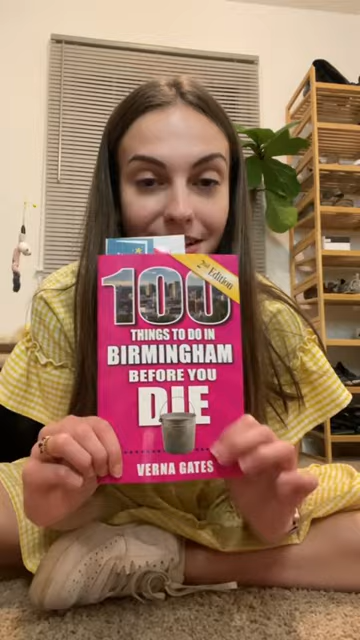 2nd Edition
100
THINGS TO DO IN
BIRMINGHAM
BEFORE YOU
DIE
VERNA GATES